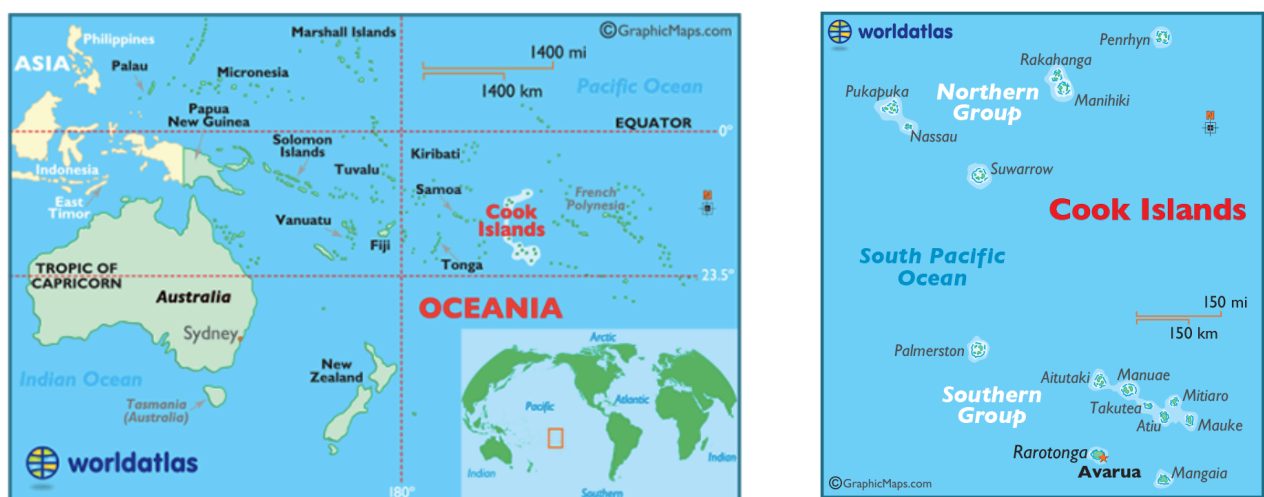 ©GraphicMaps.com
Philippines
Marshall Islands
ASIA
Palau
Micronesia
1400 mi
1400 km
Pacific Ocean
Papua
New Guinea
EQUATOR
0°
Indonesia
Solomon
Islands
Kiribati
Tuvalu
East
Timor
Samoa
French
Polynesia
Cook
Islands
Vanuatu
Fiji
Tonga
TROPIC OF
CAPRICORN
23.5°
Australia
OCEANIA
Sydney
New
Zealand
Indian Ocean
Tasmania
(Australia)
Arctic
Pacific
Atlantic
Indian
Indian
Southern
worldatlas
180°
worldatlas
Penrhyn
Rakahanga
Pukapuka
Northern
Group
Manihiki
Nassau
Suwarrow
Cook Islands
South Pacific
Ocean
150 mi
150 km
Palmerston
Aitutaki
Manuae
Southern
Group
Takutea
Mitiaro
Atiu
Mauke
Rarotonga
Avarua
Mangaia
©GraphicMaps.com